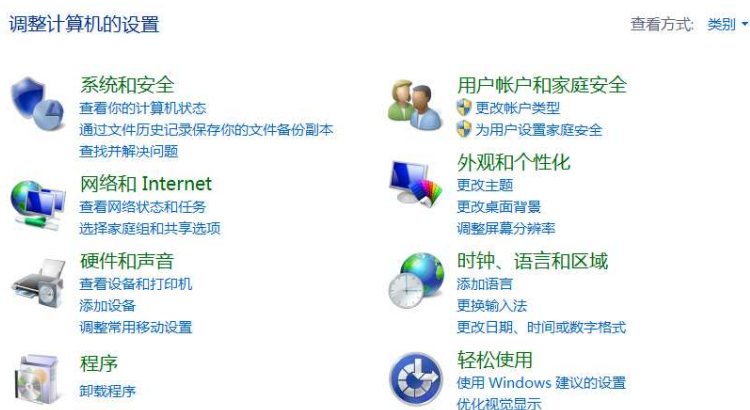 调整计算机的设置
查看方式: 类别
系统和安全
查看你的计算机状态
通过文件历史记录保存你的文件备份副本
查找并解决问题
网络和 Internet
查看网络状态和任务
选择家庭组和共享选项
硬件和声音
查看设备和打印机
添加设备
调整常用移动设置
程序
卸载程序
用户帐户和家庭安全
更改帐户类型
为用户设置家庭安全
外观和个性化
更改主题
更改桌面背景
调整屏幕分辨率
时钟、语言和区域
添加语言
更换输入法
更改日期、时间或数字格式
轻松使用
使用 Windows 建议的设置
优化视觉显示